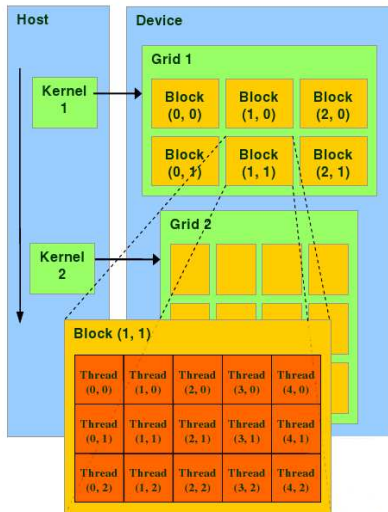 Host
Device
Grid 1
Kernel
1
Block
(0, 0)
Block
(1, 0)
Block
(2, 0)
Block
(0, 1)
Block
(1, 1)
Block
(2, 1)
Grid 2
Kernel
2
Block (1, 1)
Thread
(0, 0)
Thread
(1, 0)
Thread
(2, 0)
Thread
(3, 0)
Thread
(4, 0)
Thread
(0, 1)
Thread
(1, 1)
Thread
(2, 1)
Thread
(3, 1)
Thread
(4, 1)
Thread
(0, 2)
Thread
(1, 2)
Thread
(2, 2)
Thread
(3, 2)
Thread
(4, 2)